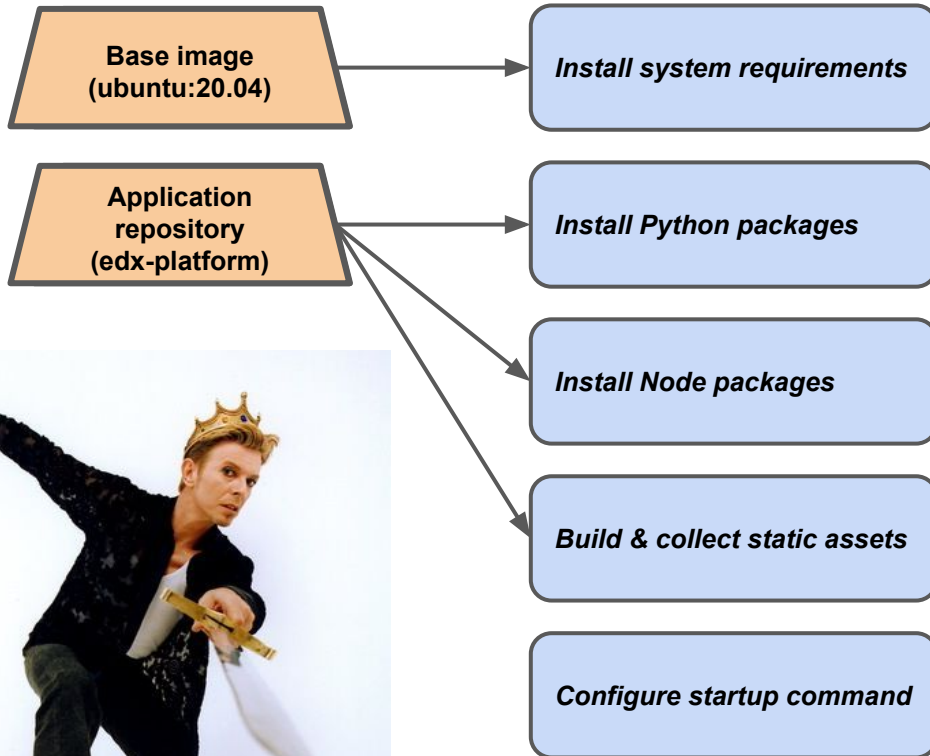 Base image
(ubuntu:20.04)
Install system requirements
Application
repository
(edx-platform)
Install Python packages
Install Node packages
Build & collect static assets
Configure startup command